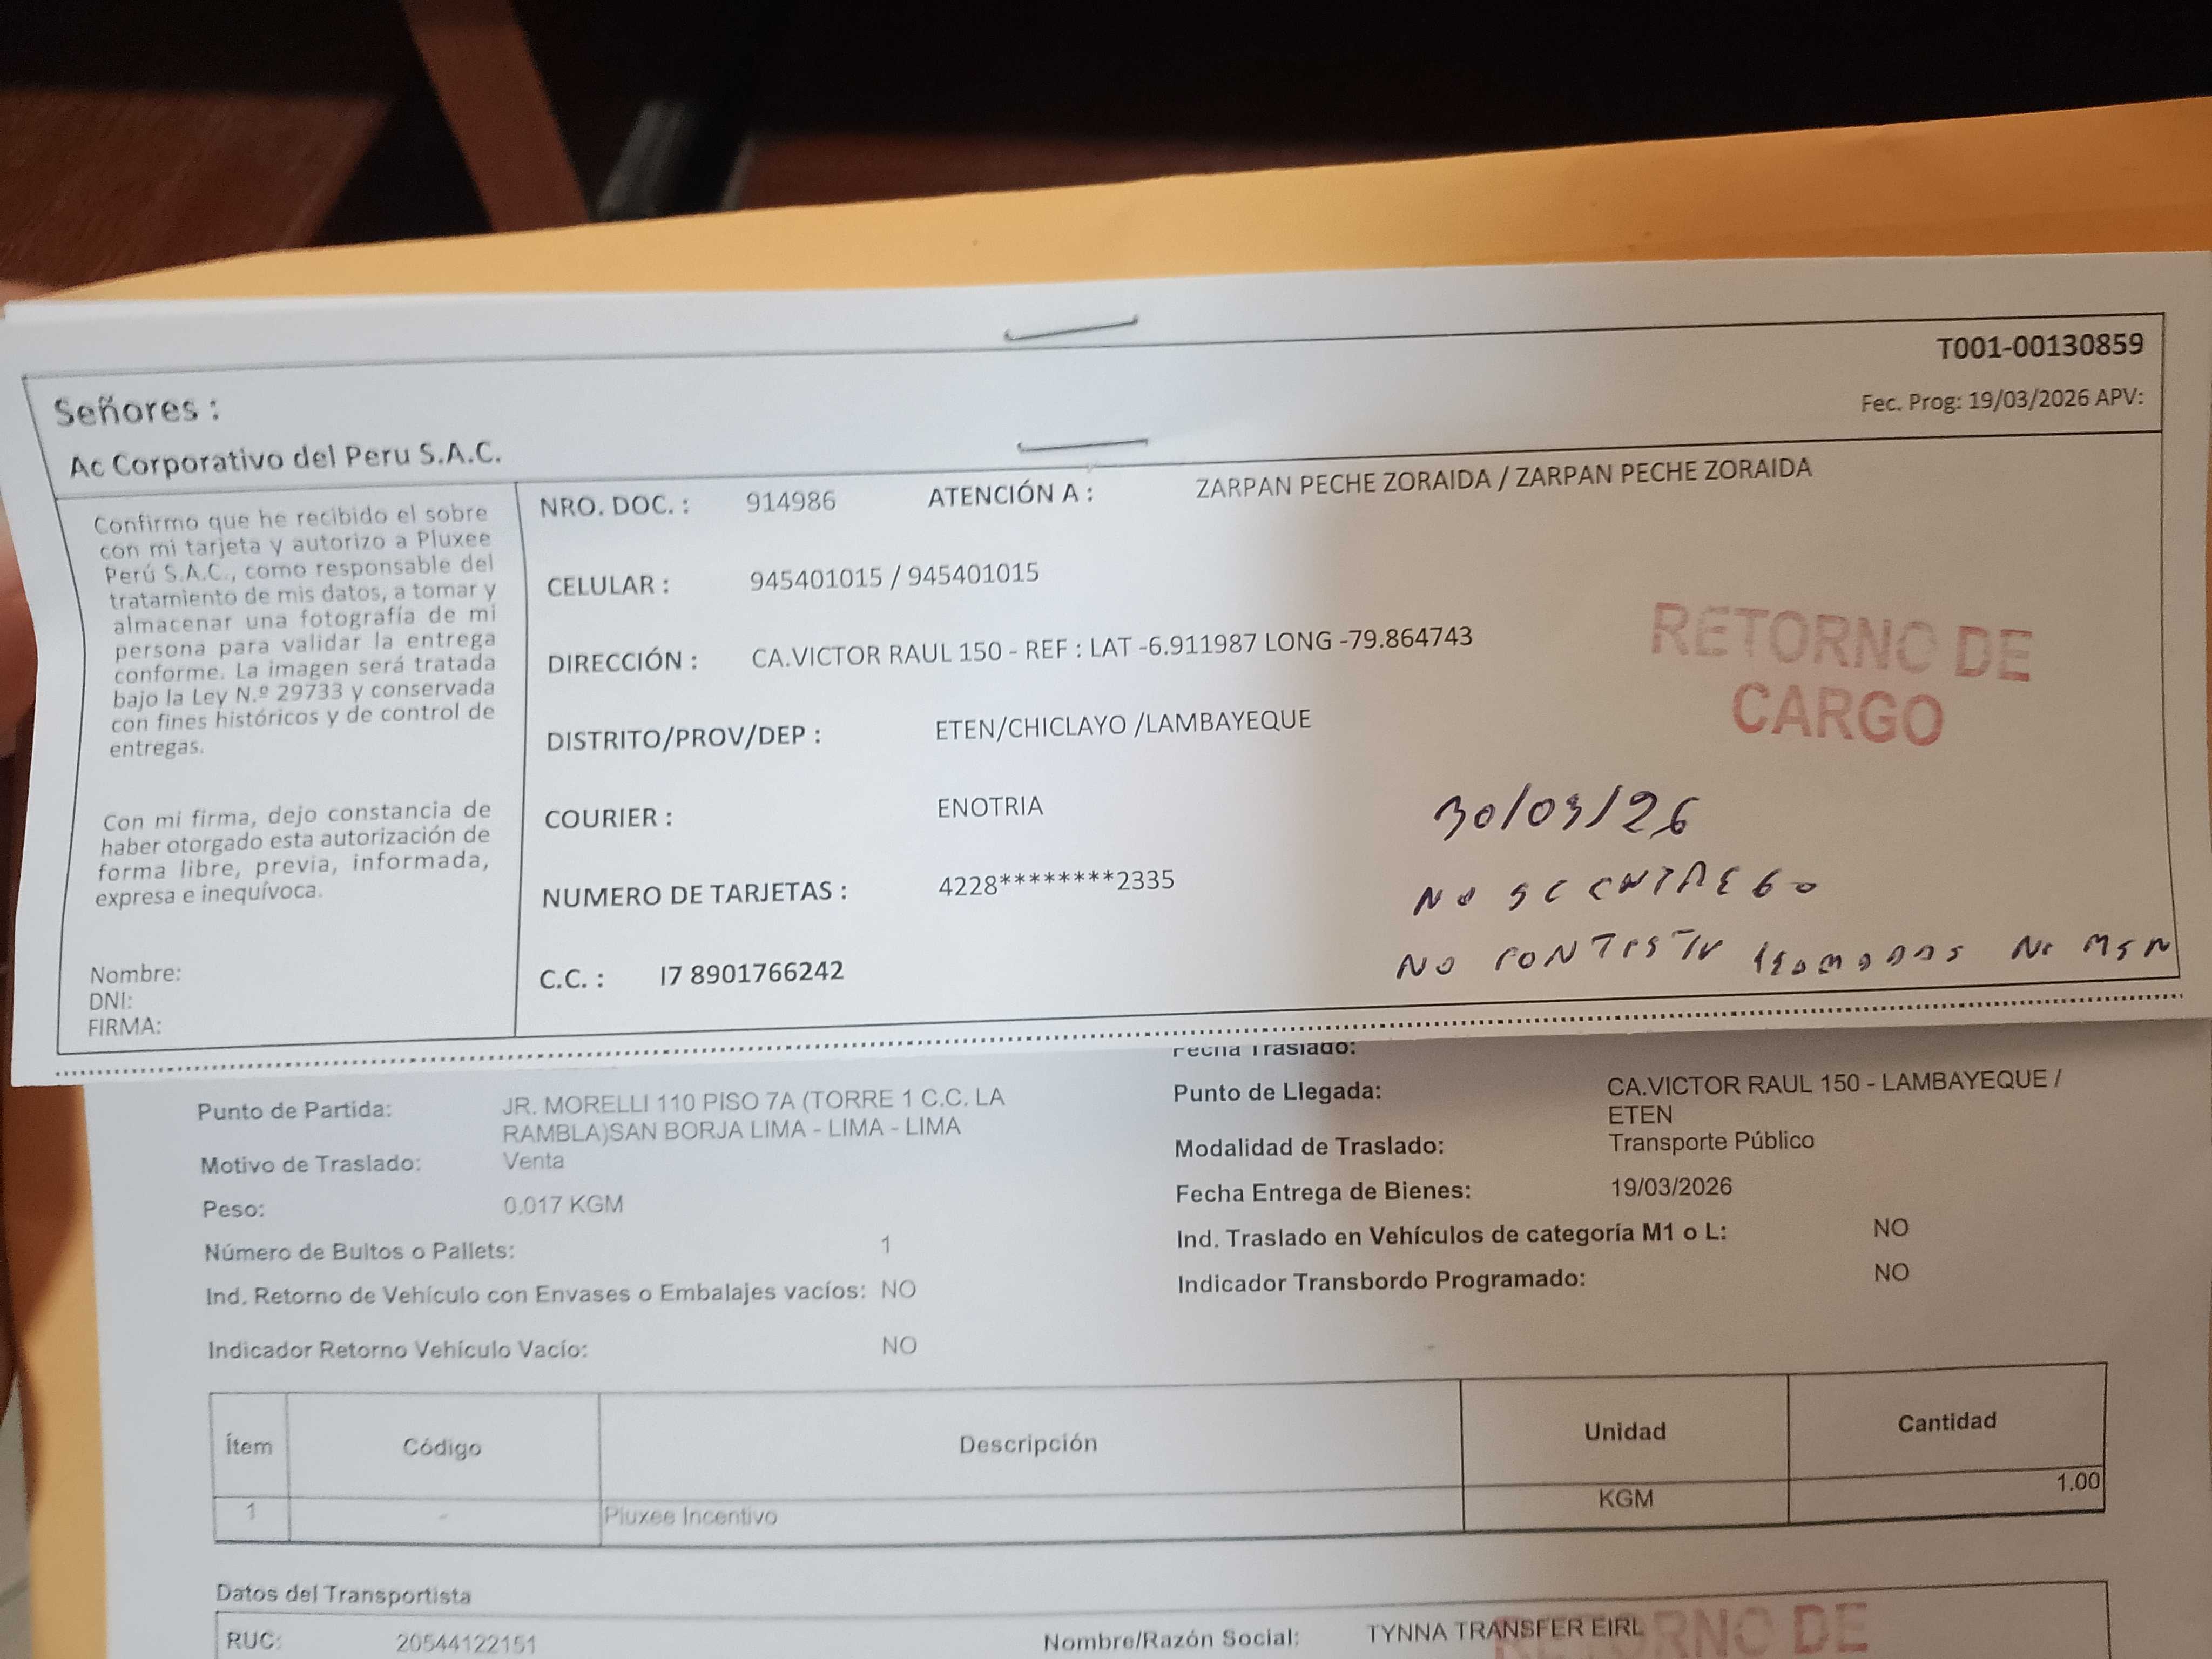 T001-00130859
Fec. Prog: 19/03/2026 APV:
Señores :
Ac Corporativo del Peru S.A.C.
Confirmo que he recibido el sobre
con mi tarjeta y autorizo a Pluxee
Perú S.A.C., como responsable del
tratamiento de mis datos, a tomar y
almacenar una fotografía de mi
persona para validar la entrega
conforme. La imagen será tratada
bajo la Ley N.º 29733 y conservada
con fines históricos y de control de
entregas.
Con mi firma, dejo constancia de
haber otorgado esta autorización de
forma libre, previa, informada,
expresa e inequívoca.
Nombre:
DNI:
FIRMA:
NRO. DOC. : 914986 ATENCIÓN A : ZARPAN PECHE ZORAIDA / ZARPAN PECHE ZORAIDA
CELULAR : 945401015 / 945401015
DIRECCIÓN : CA.VICTOR RAUL 150 - REF : LAT -6.911987 LONG -79.864743
DISTRITO/PROV/DEP : ETEN/CHICLAYO /LAMBAYEQUE
COURIER : ENOTRIA
NUMERO DE TARJETAS : 4228********2335
C.C. : I7 8901766242
RETORNO DE
CARGO
30/03/26
NO SE ENTREGO
NO CONTESTA llamadas Ni MSN
Fecha Traslado:
Punto de Partida: JR. MORELLI 110 PISO 7A (TORRE 1 C.C. LA
RAMBLA)SAN BORJA LIMA - LIMA - LIMA
Motivo de Traslado: Venta
Peso: 0.017 KGM
Número de Bultos o Pallets: 1
Ind. Retorno de Vehículo con Envases o Embalajes vacíos: NO
Indicador Retorno Vehículo Vacío: NO
Punto de Llegada: CA.VICTOR RAUL 150 - LAMBAYEQUE /
ETEN
Modalidad de Traslado: Transporte Público
Fecha Entrega de Bienes: 19/03/2026
Ind. Traslado en Vehículos de categoría M1 o L: NO
Indicador Transbordo Programado: NO
Ítem Código Descripción Unidad Cantidad
1 - Pluxee Incentivo KGM 1.00
Datos del Transportista
RUC: 20544122151 Nombre/Razón Social: TYNNA TRANSFER EIRL
RETORNO DE